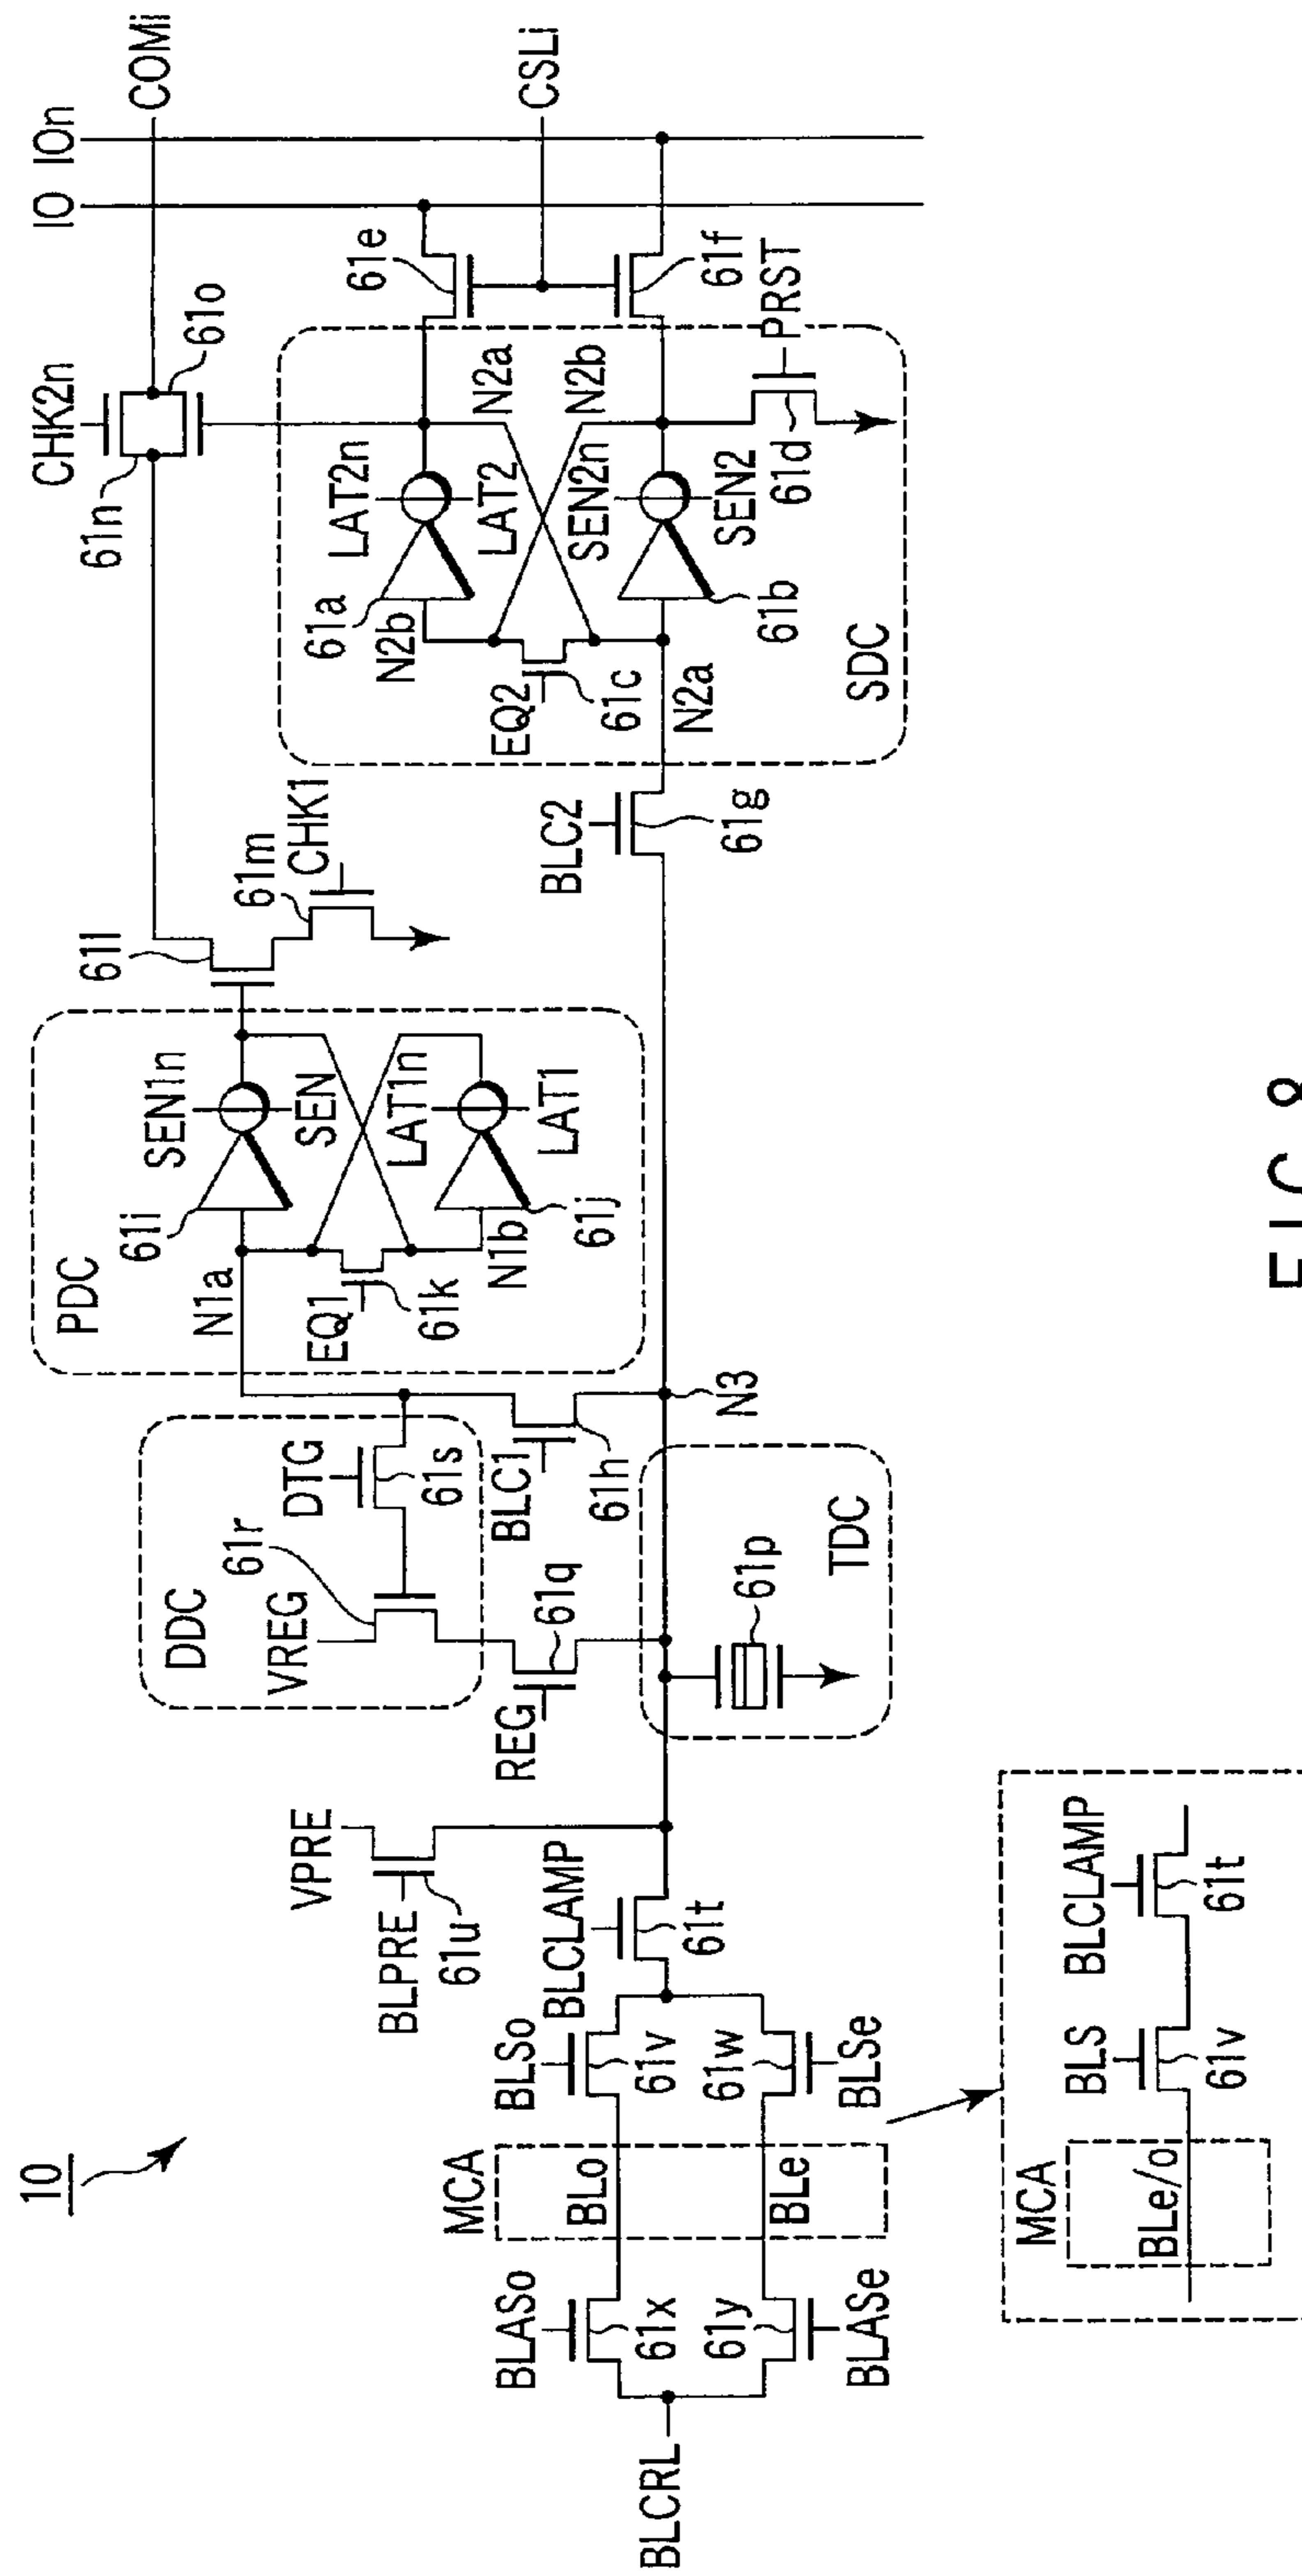 10
BLCRL
BLASo
61x
61y
BLASe
MCA
BLo
BLe
BLSo
61v
61w
BLSe
BLCLAMP
61t
VPRE
BLPRE
61u
DDC
VREG
61r
DTG
61s
REG
61q
BLC1
61h
TDC
61p
N3
PDC
N1a
61i
SEN1n
SEN
EQ1
61k
LAT1n
LAT1
N1b
61j
61l
61m
CHK1
BLC2
61g
CHK2n
61n
61o
COMi
IO
IOn
CSLi
61e
61f
61a
N2b
LAT2n
LAT2
N2a
N2b
EQ2
61c
SEN2n
SEN2
N2a
61b
61d
PRST
SDC
MCA
BLe/o
BLS
61v
BLCLAMP
61t